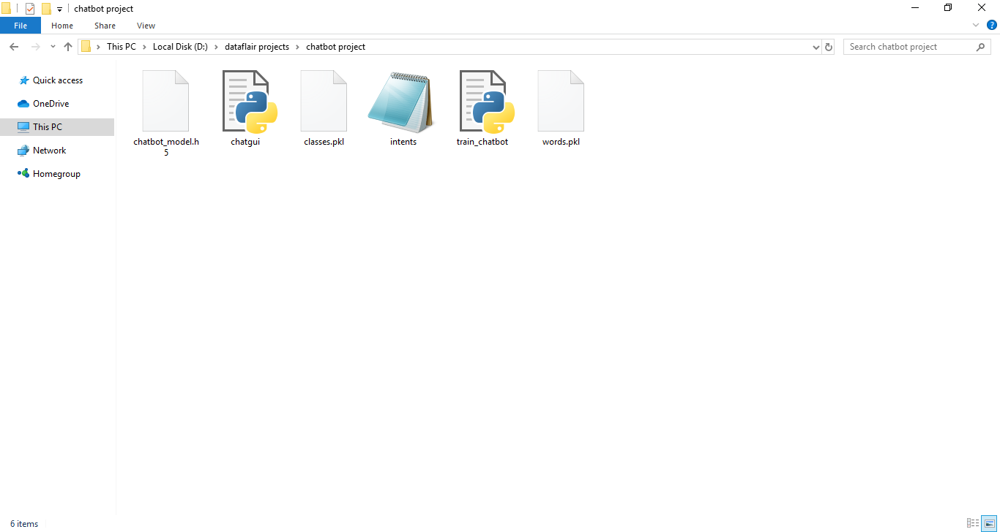 chatbot project
File Home Share View
This PC Local Disk (D:) dataflair projects chatbot project
Search chatbot project
Quick access
OneDrive
This PC
Network
Homegroup
chatbot_model.h
5
chatgui
classes.pkl
intents
train_chatbot
words.pkl
6 items